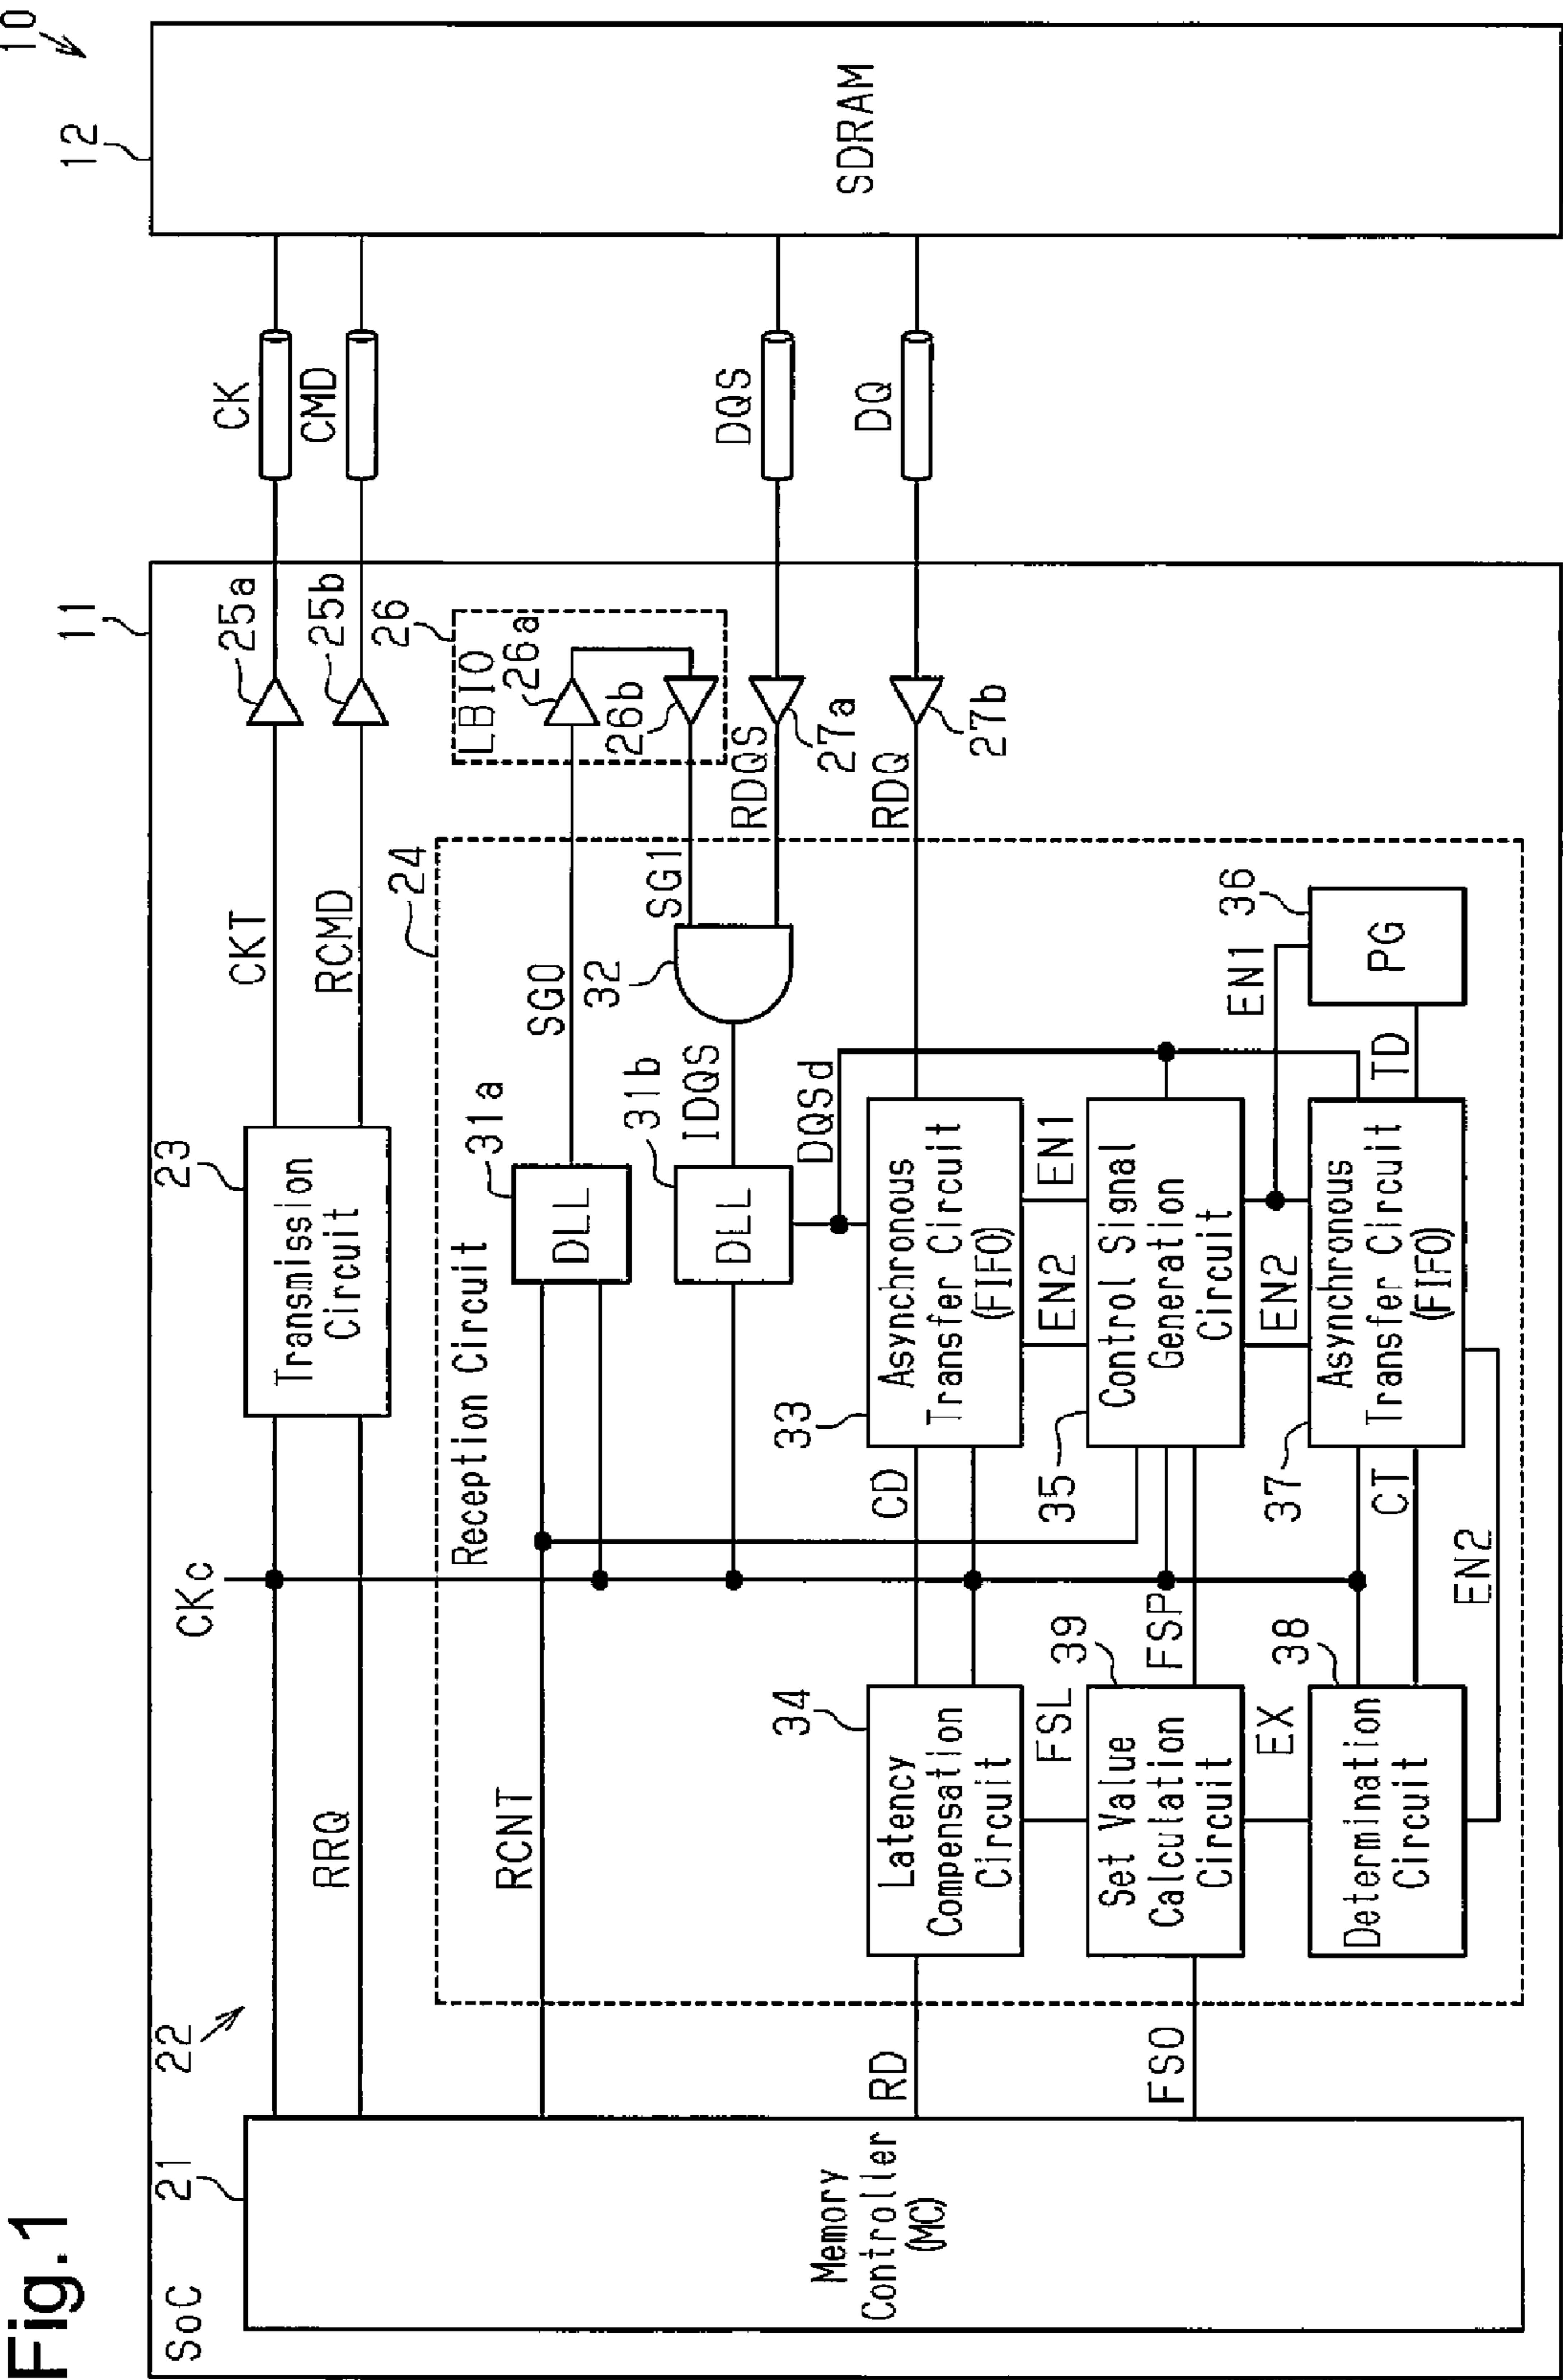 Fig.1
10
SoC
11
12
21
22
CKc
23
CKT
25a
CK
RRQ
Transmission
Circuit
RCMD
25b
CMD
26
24
LBIO
26a
26b
Reception Circuit
31a
RCNT
DLL
SG0
SG1
32
31b
DLL
IDQS
RDQS
27a
DQS
DQSd
SDRAM
Memory
Controller
(MC)
RD
34
Latency
Compensation
Circuit
CD
33
Asynchronous
Transfer Circuit
(FIFO)
RDQ
27b
DQ
FSL
EN2
EN1
FSO
39
Set Value
Calculation
Circuit
FSP
35
Control Signal
Generation
Circuit
EX
EN2
EN1
36
PG
38
Determination
Circuit
CT
37
Asynchronous
Transfer Circuit
(FIFO)
TD
EN2